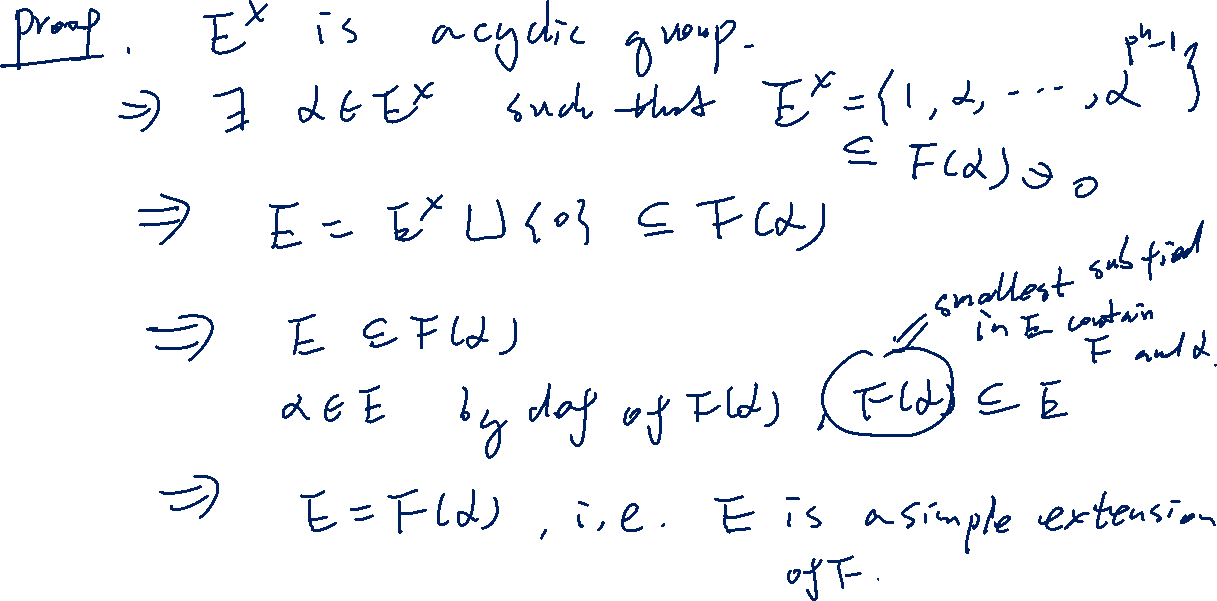 Proof. E^× is a cyclic group.
⇒ ∃ α ∈ E^× such that E^× = {1, α, ..., α^{p^n-1}}
⊆ F(α) ∋ 0
⇒ E = E^× ⊔ {0} ⊆ F(α)
⇒ E ⊆ F(α)
α ∈ E by def of F(α), F(α) ⊆ E
smallest subfield
in E contain
F and α.
⇒ E = F(α), i.e. E is a simple extension
of F.